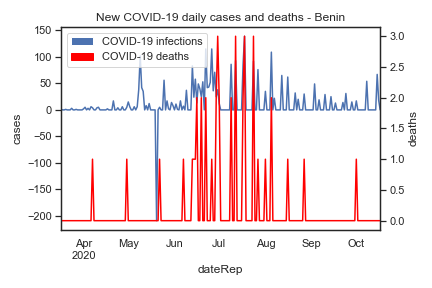 New COVID-19 daily cases and deaths - Benin
COVID-19 infections
COVID-19 deaths
150
100
50
0
−50
−100
−150
−200
cases
3.0
2.5
2.0
1.5
1.0
0.5
0.0
deaths
Apr May Jun Jul Aug Sep Oct
2020
dateRep